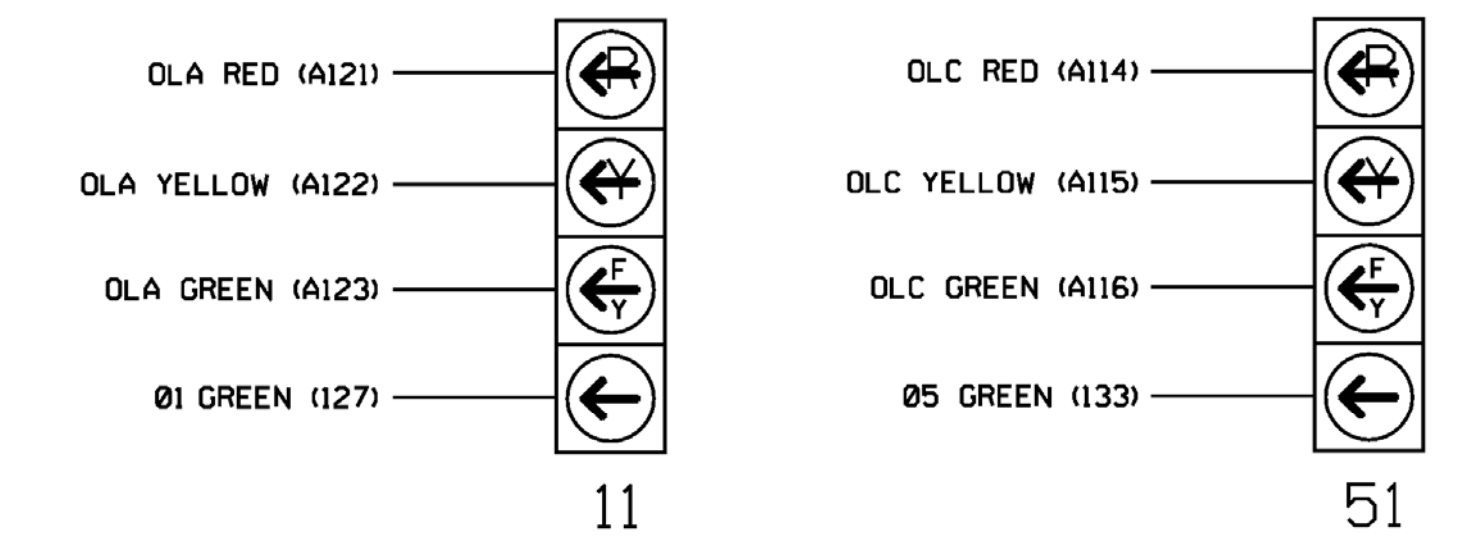 OLA RED (A121)
R
OLA YELLOW (A122)
Y
OLA GREEN (A123)
F
Y
Ø1 GREEN (127)
11
OLC RED (A114)
R
OLC YELLOW (A115)
Y
OLC GREEN (A116)
F
Y
Ø5 GREEN (133)
51